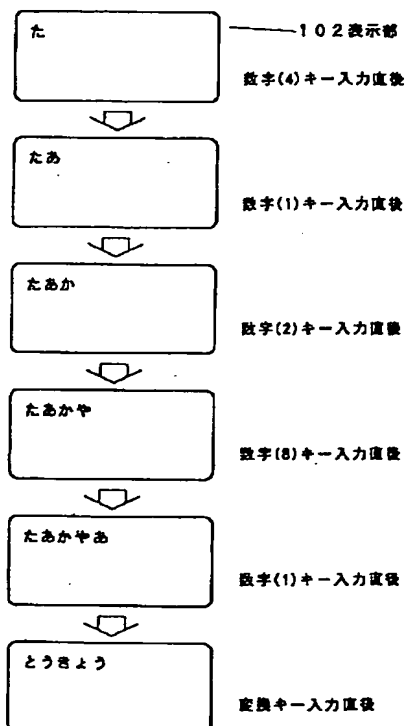 た
102表示部
数字(4)キー入力直後
たあ
数字(1)キー入力直後
たあか
数字(2)キー入力直後
たあかや
数字(8)キー入力直後
たあかやあ
数字(1)キー入力直後
とうきょう
変換キー入力直後